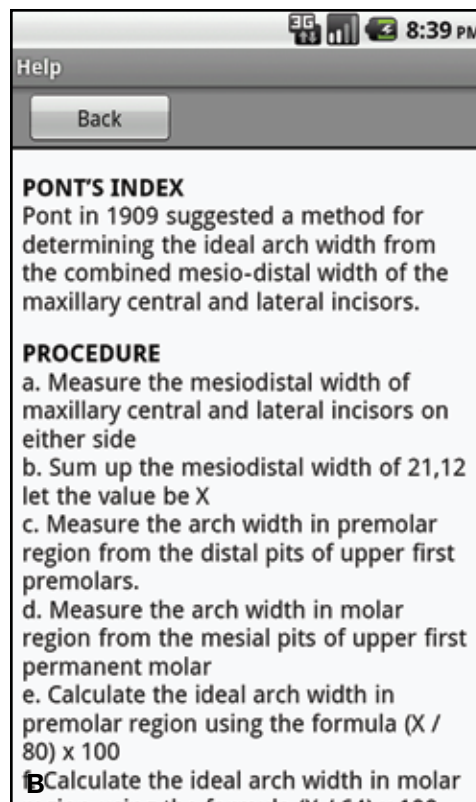 3G 8:39 PM
Help
Back
PONT'S INDEX
Pont in 1909 suggested a method for
determining the ideal arch width from
the combined mesio-distal width of the
maxillary central and lateral incisors.
PROCEDURE
a. Measure the mesiodistal width of
maxillary central and lateral incisors on
either side
b. Sum up the mesiodistal width of 21,12
let the value be X
c. Measure the arch width in premolar
region from the distal pits of upper first
premolars.
d. Measure the arch width in molar
region from the mesial pits of upper first
permanent molar
e. Calculate the ideal arch width in
premolar region using the formula (X /
80) x 100
B Calculate the ideal arch width in molar